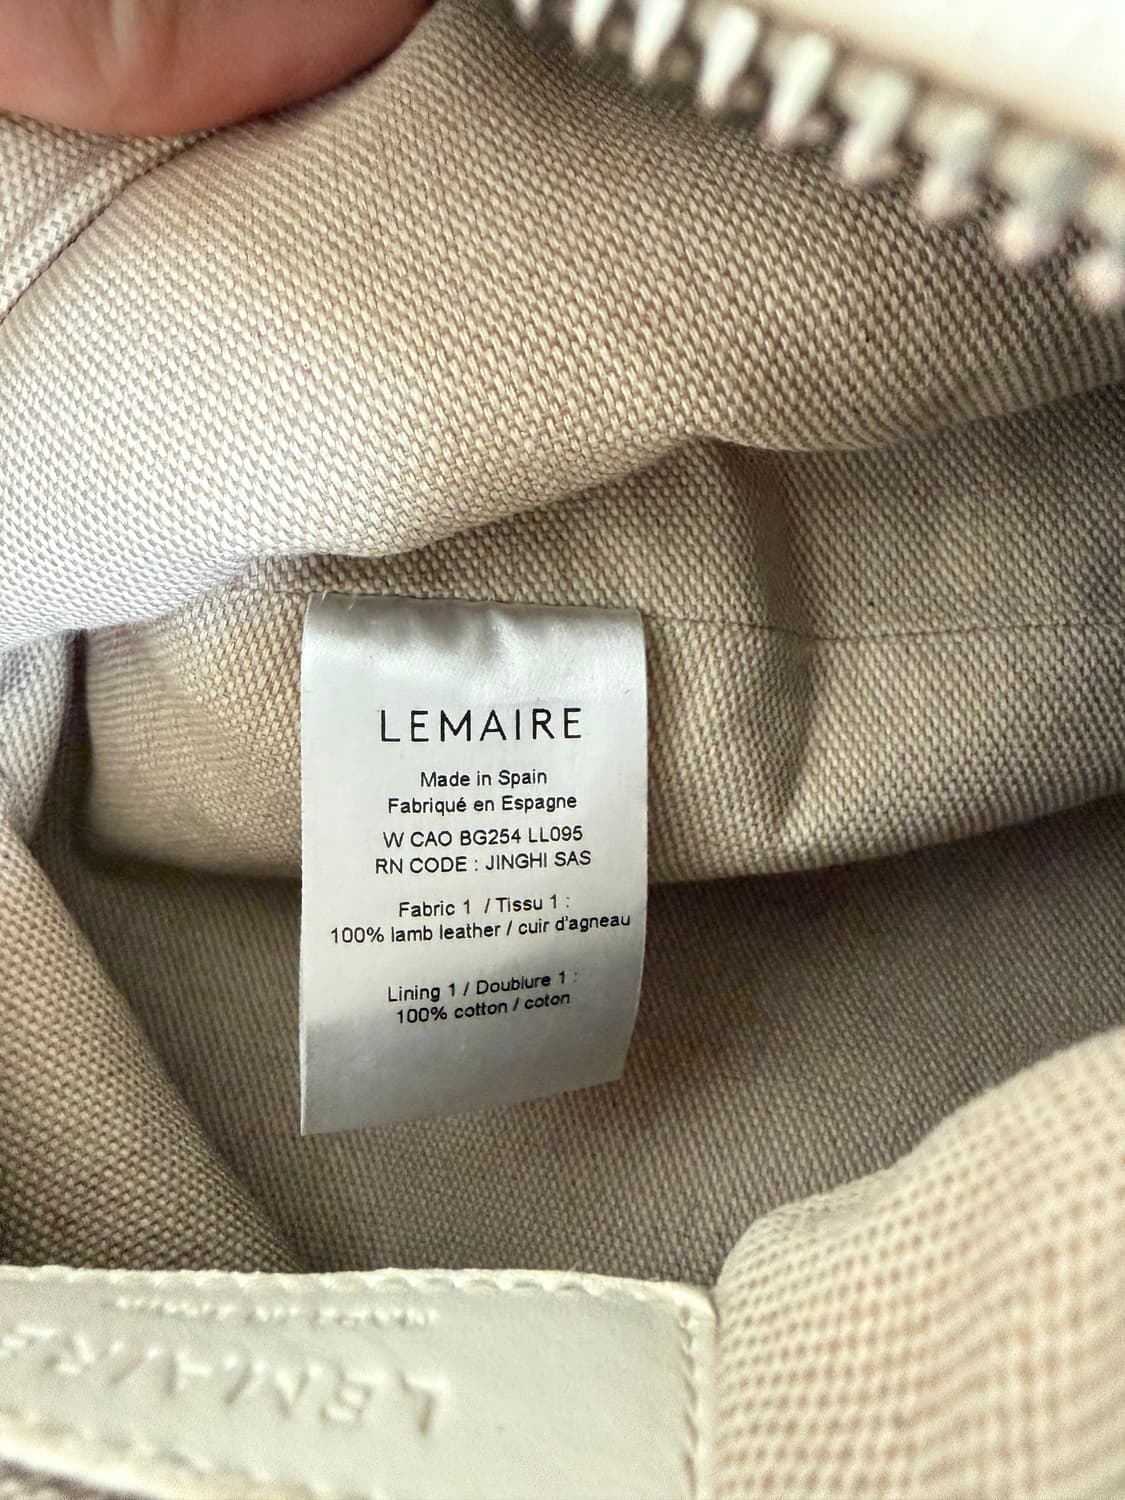 LEMAIRE
Made in Spain
Fabriqué en Espagne
W CAO BG254 LL095
RN CODE : JINGHI SAS
Fabric 1 / Tissu 1 :
100% lamb leather / cuir d'agneau
Lining 1 / Doublure 1 :
100% cotton / coton
LEMAIRE